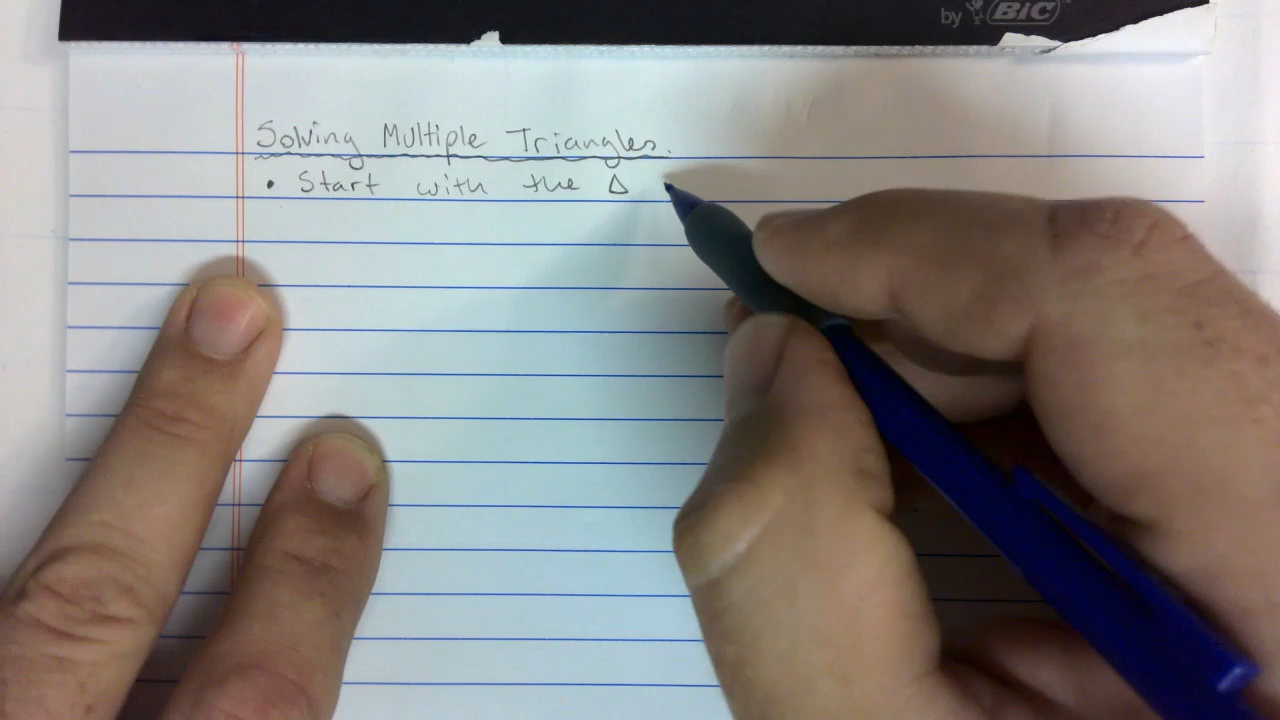 by BIC
Solving Multiple Triangles.
• Start with the Δ